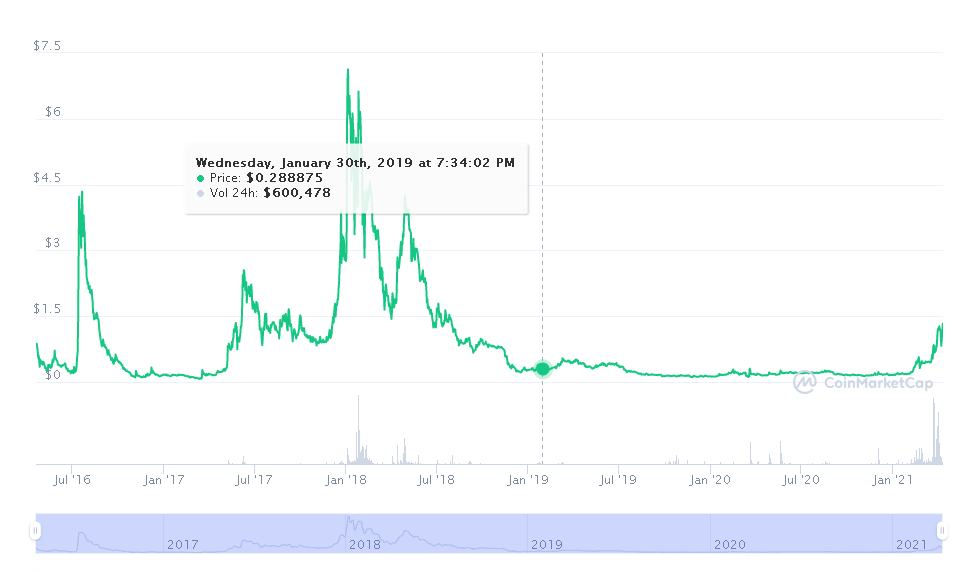 $7.5
$6
Wednesday, January 30th, 2019 at 7:34:02 PM
Price: $0.288875
$4.5
Vol 24h: $600,478
$3
$1.5
$0
CoinMarketCap
Jul '16 Jan '17 Jul '17 Jan '18 Jul '18 Jan '19 Jul '19 Jan '20 Jul '20 Jan '21
2017 2018 2019 2020 2021